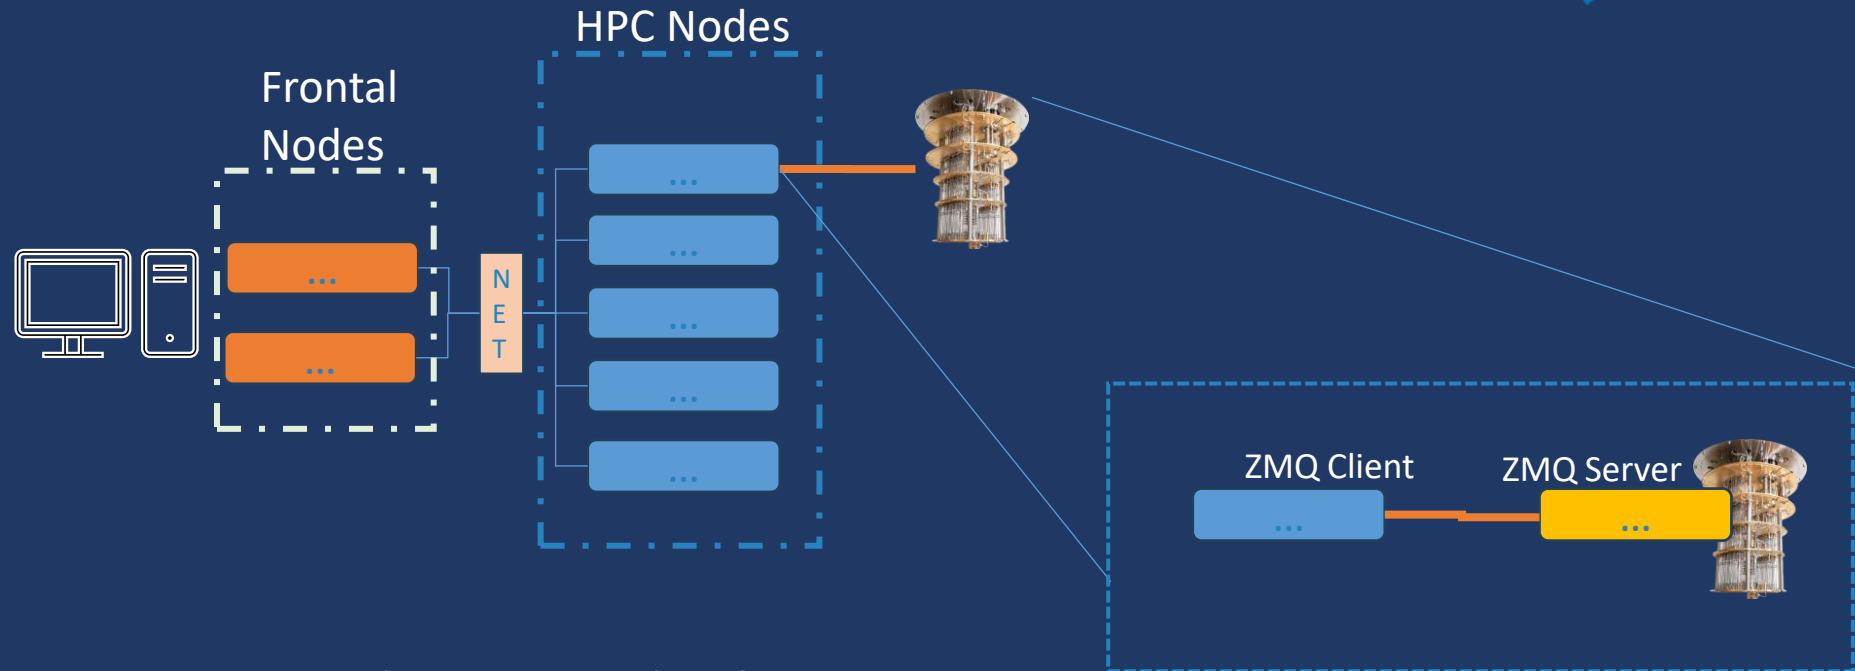 HPC Nodes
Frontal
Nodes
...
...
N
E
T
...
...
...
...
...
ZMQ Client
ZMQ Server
...
...